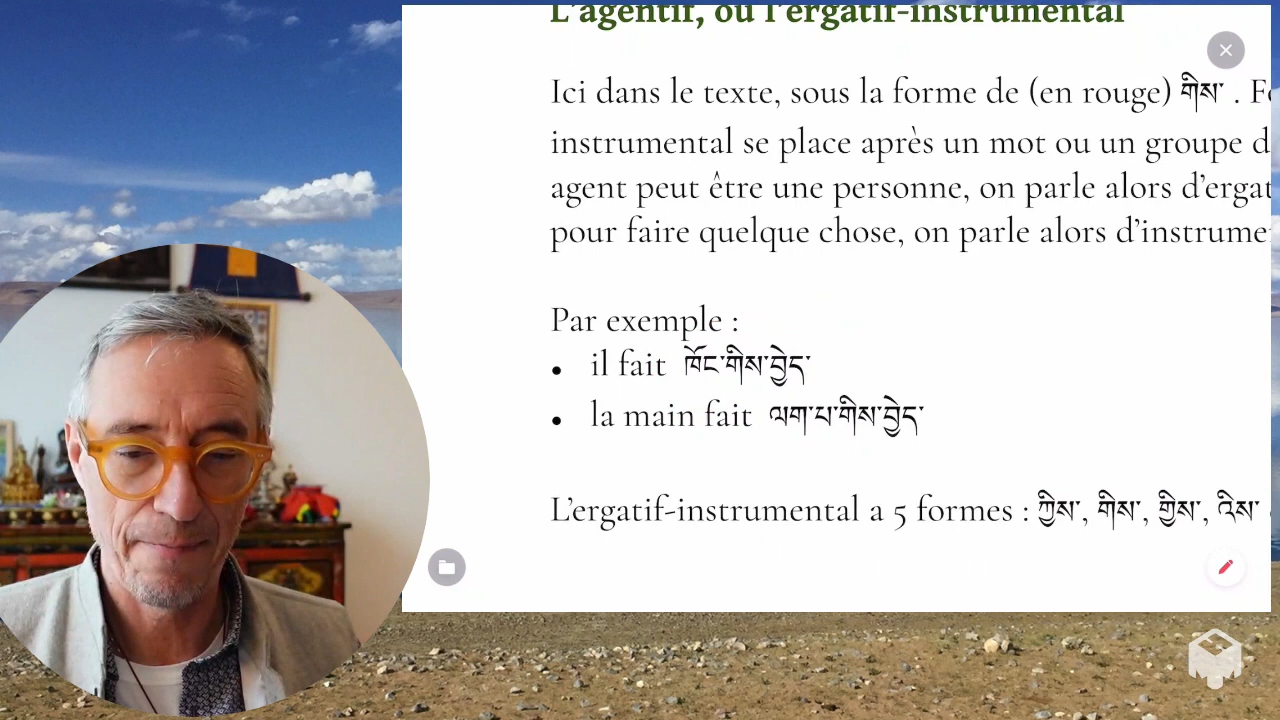 L'agentif, ou l'ergatif-instrumental
Ici dans le texte, sous la forme de (en rouge) གིས་ . F
instrumental se place après un mot ou un groupe d
agent peut être une personne, on parle alors d’ergat
pour faire quelque chose, on parle alors d’instrume
Par exemple :
• il fait ཁོང་གིས་བྱེད་
• la main fait ལག་པ་གིས་བྱེད་
L’ergatif-instrumental a 5 formes : ཀྱིས་, གིས་, གྱིས་, འིས་